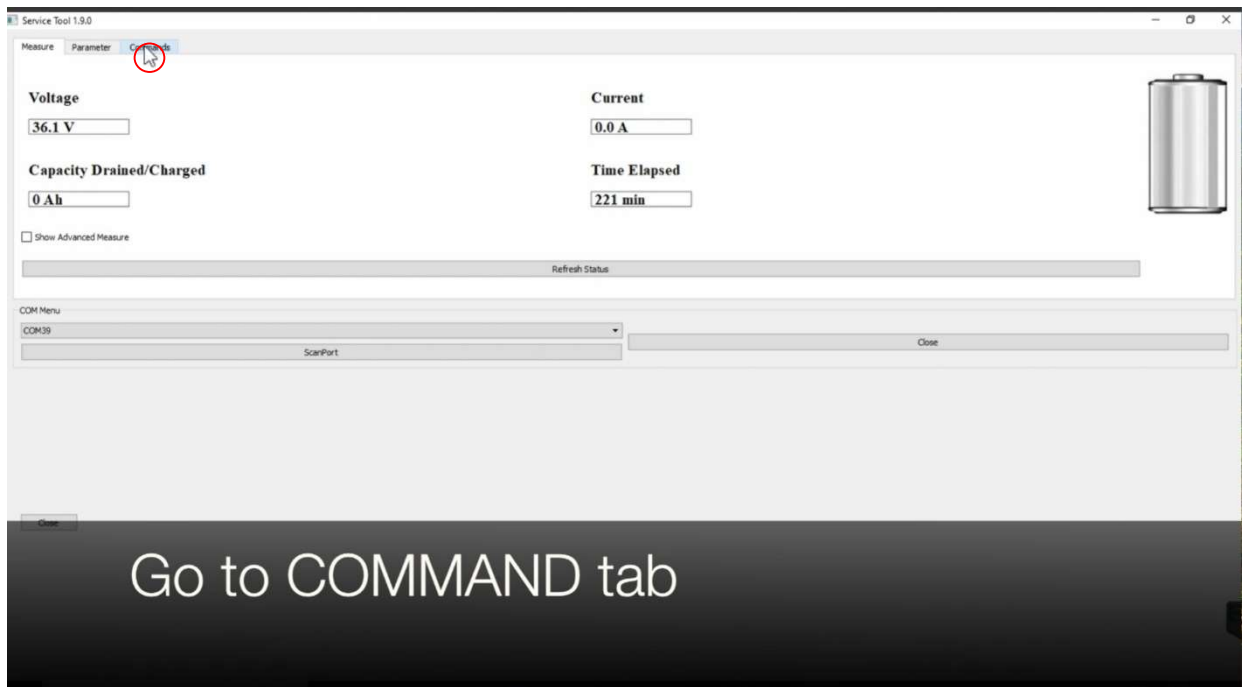 Service Tool 1.9.0
Measure Parameter Commands
Voltage
Current
36.1 V
0.0 A
Capacity Drained/Charged
Time Elapsed
0 Ah
221 min
Show Advanced Measure
Refresh Status
COM Menu
COM39
Close
ScanPort
Close
Go to COMMAND tab